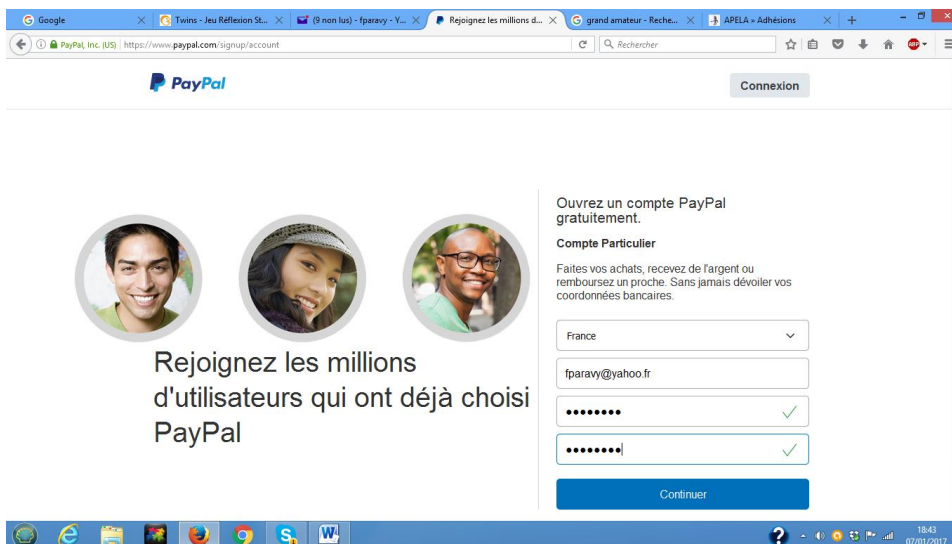 Google
Twins - Jeu Réflexion St...
(9 non lus) - fparavy - Y...
Rejoignez les millions d...
grand amateur - Reche...
APELA » Adhésions
PayPal, Inc. (US)
https://www.paypal.com/signup/account
Rechercher
ABP
PayPal
Connexion
Rejoignez les millions
d'utilisateurs qui ont déjà choisi
PayPal
Ouvrez un compte PayPal
gratuitement.
Compte Particulier
Faites vos achats, recevez de l'argent ou
remboursez un proche. Sans jamais dévoiler vos
coordonnées bancaires.
France
fparavy@yahoo.fr
Continuer
18:43
07/01/2017